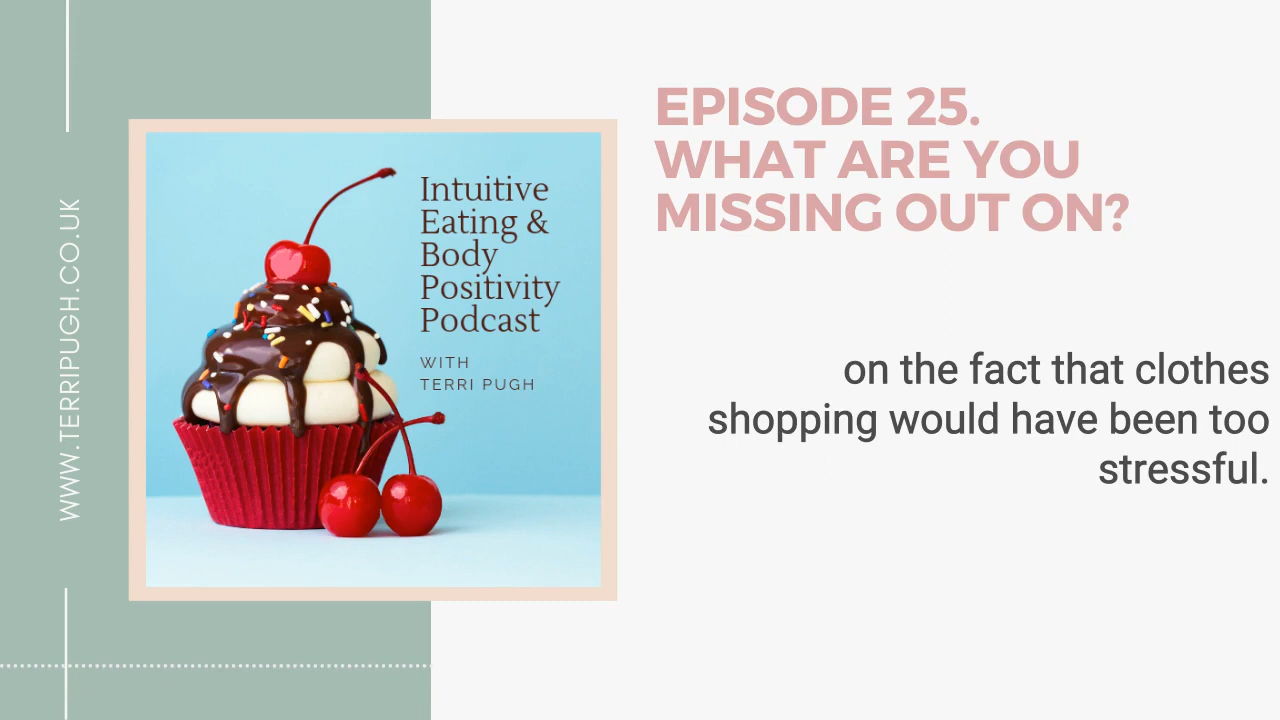 WWW.TERRIPUGH.CO.UK
Intuitive
Eating &
Body
Positivity
Podcast
WITH
TERRI PUGH
EPISODE 25.
WHAT ARE YOU
MISSING OUT ON?
on the fact that clothes
shopping would have been too
stressful.